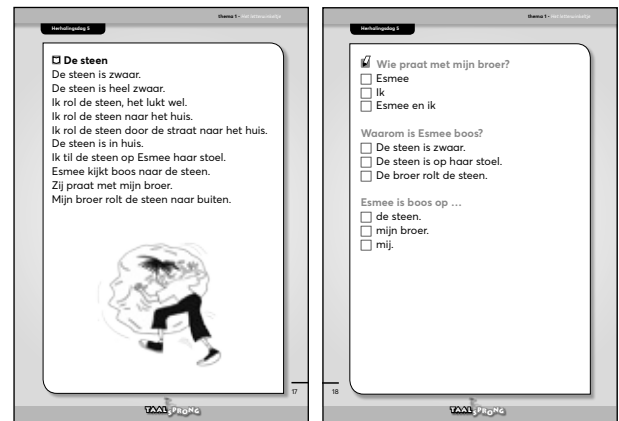 Thema 1 -
Herhalingsdag 5
De steen
De steen is zwaar.
De steen is heel zwaar.
Ik rol de steen, het lukt wel.
Ik rol de steen naar het huis.
Ik rol de steen door de straat naar het huis.
De steen is in huis.
Ik til de steen op Esmee haar stoel.
Esmee kijkt boos naar de steen.
Zij praat met mijn broer.
Mijn broer rolt de steen naar buiten.
17
TAAL SPRONG
Thema 1 -
Herhalingsdag 5
Wie praat met mijn broer?
Esmee
Ik
Esmee en ik
Waarom is Esmee boos?
De steen is zwaar.
De steen is op haar stoel.
De broer rolt de steen.
Esmee is boos op …
de steen.
mijn broer.
mij.
18
TAAL SPRONG